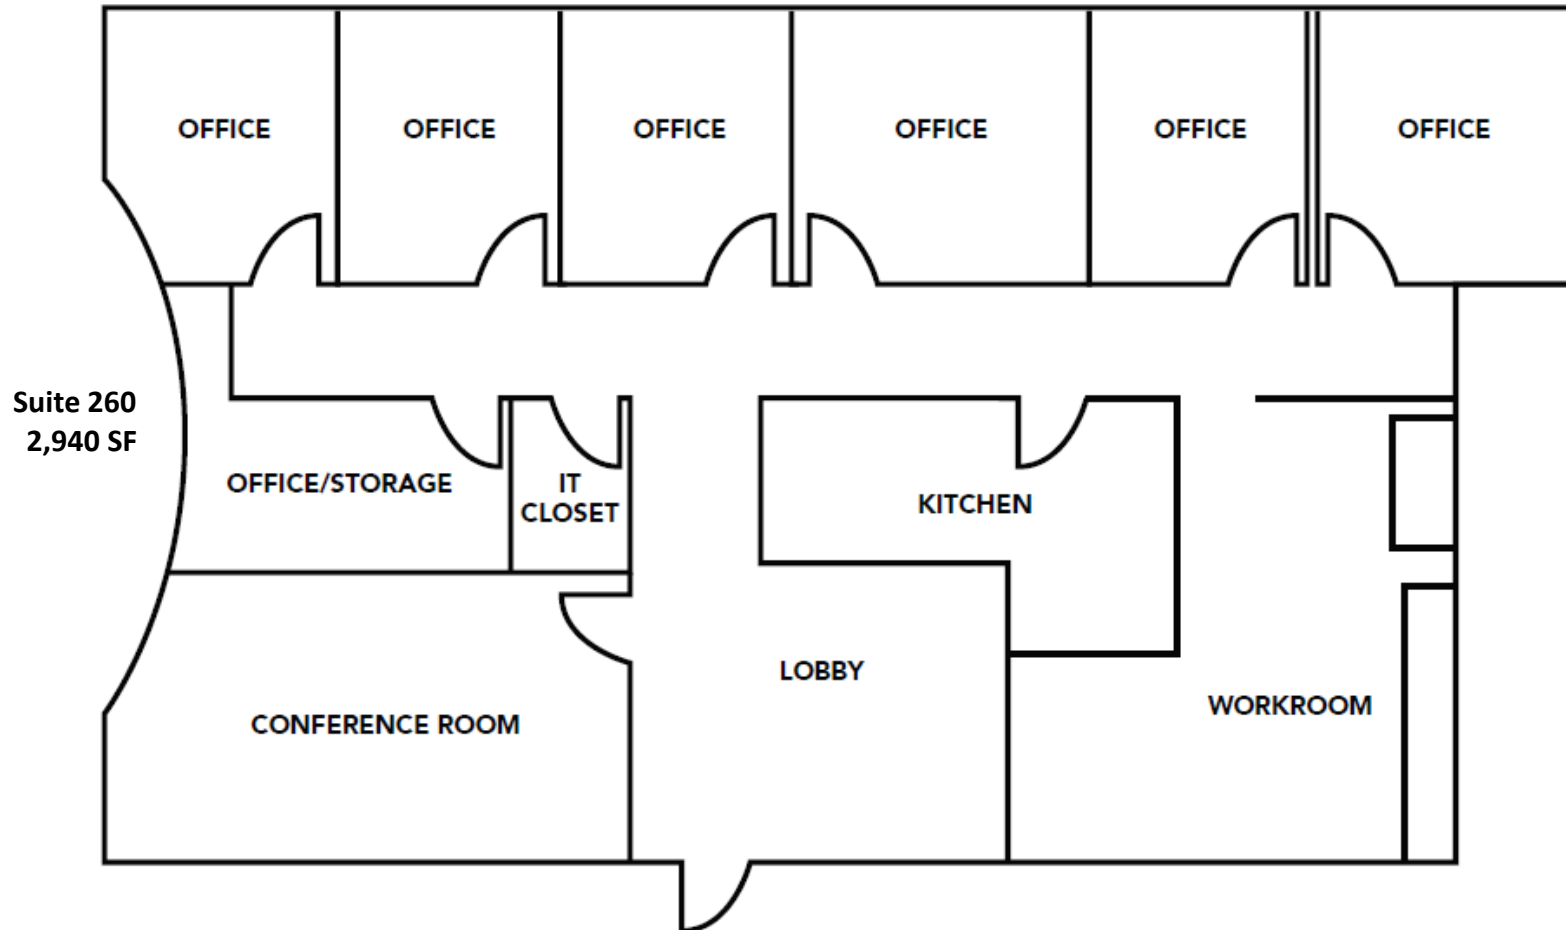 OFFICE
OFFICE
OFFICE
OFFICE
OFFICE
OFFICE
Suite 260
2,940 SF
OFFICE/STORAGE
IT
CLOSET
KITCHEN
LOBBY
CONFERENCE ROOM
WORKROOM